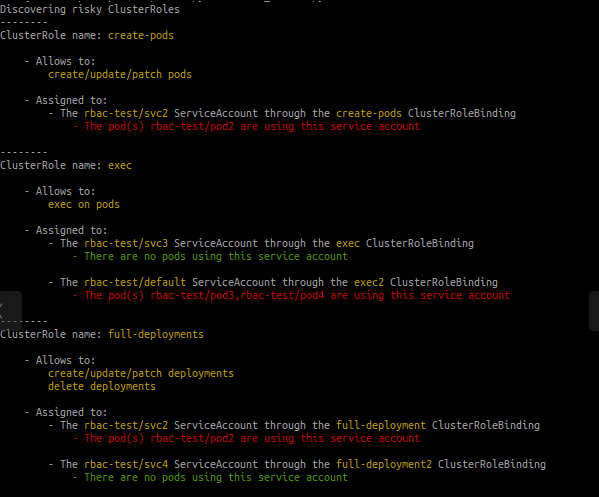 Discovering risky ClusterRoles
--------
ClusterRole name: create-pods
- Allows to:
create/update/patch pods
- Assigned to:
- The rbac-test/svc2 ServiceAccount through the create-pods ClusterRoleBinding
- The pod(s) rbac-test/pod2 are using this service account
--------
ClusterRole name: exec
- Allows to:
exec on pods
- Assigned to:
- The rbac-test/svc3 ServiceAccount through the exec ClusterRoleBinding
- There are no pods using this service account
- The rbac-test/default ServiceAccount through the exec2 ClusterRoleBinding
- The pod(s) rbac-test/pod3,rbac-test/pod4 are using this service account
--------
ClusterRole name: full-deployments
- Allows to:
create/update/patch deployments
delete deployments
- Assigned to:
- The rbac-test/svc2 ServiceAccount through the full-deployment ClusterRoleBinding
- The pod(s) rbac-test/pod2 are using this service account
- The rbac-test/svc4 ServiceAccount through the full-deployment2 ClusterRoleBinding
- There are no pods using this service account